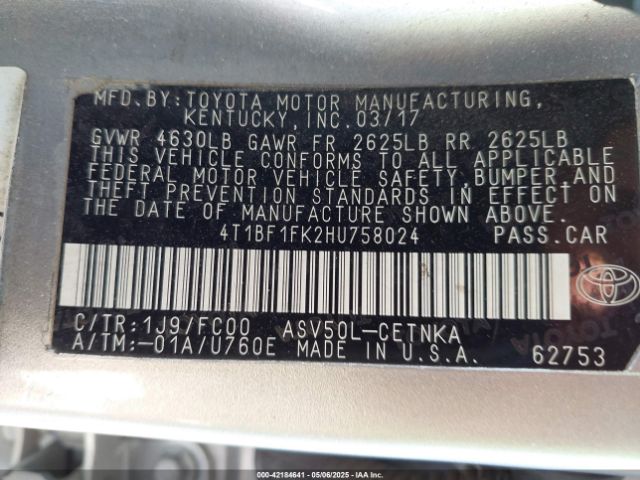 MFD.BY:TOYOTA MOTOR MANUFACTURING,
KENTUCKY, INC.03/17
GVWR 4630LB GAWR FR 2625LB RR 2625LB
THIS VEHICLE CONFORMS TO ALL APPLICABLE
FEDERAL MOTOR VEHICLE SAFETY,BUMPER,AND
THEFT PREVENTION STANDARDS IN EFFECT ON
THE DATE OF MANUFACTURE SHOWN ABOVE.
4T1BF1FK2HU758024 PASS.CAR
C/TR:1J9/FC00 ASV50L-CETNKA
A/TM:-01A/U760E MADE IN U.S.A. 62753
000-42184641 - 05/06/2025 - IAA Inc.